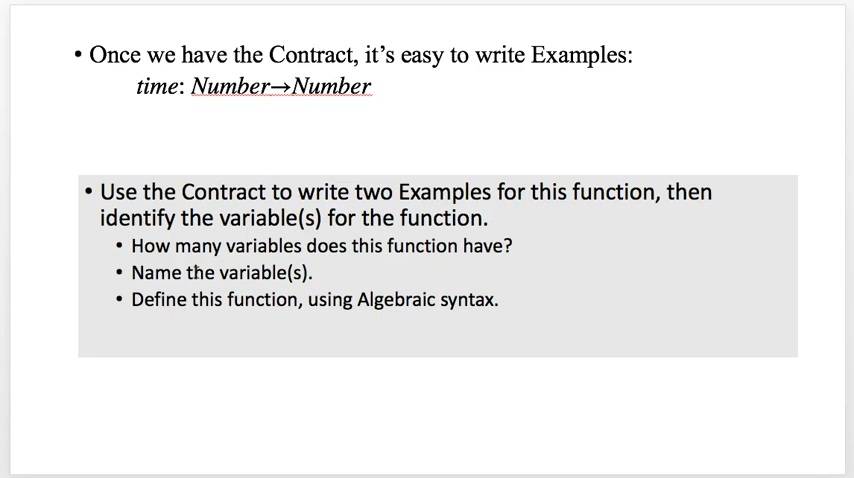 • Once we have the Contract, it’s easy to write Examples:
time: Number→Number
• Use the Contract to write two Examples for this function, then
identify the variable(s) for the function.
• How many variables does this function have?
• Name the variable(s).
• Define this function, using Algebraic syntax.